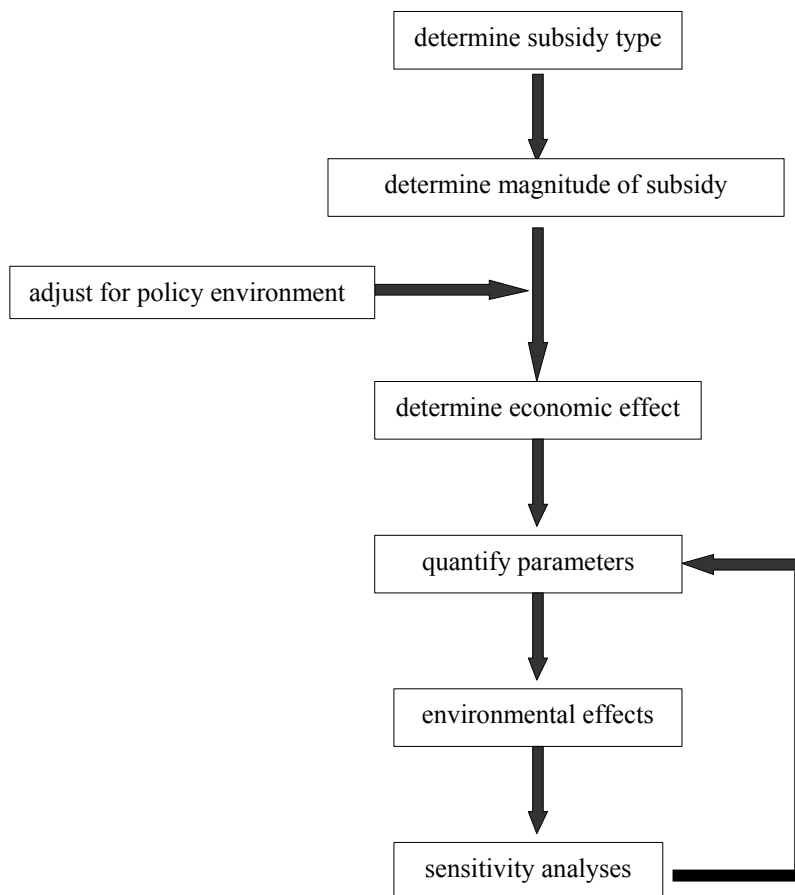 determine subsidy type
determine magnitude of subsidy
adjust for policy environment
determine economic effect
quantify parameters
environmental effects
sensitivity analyses